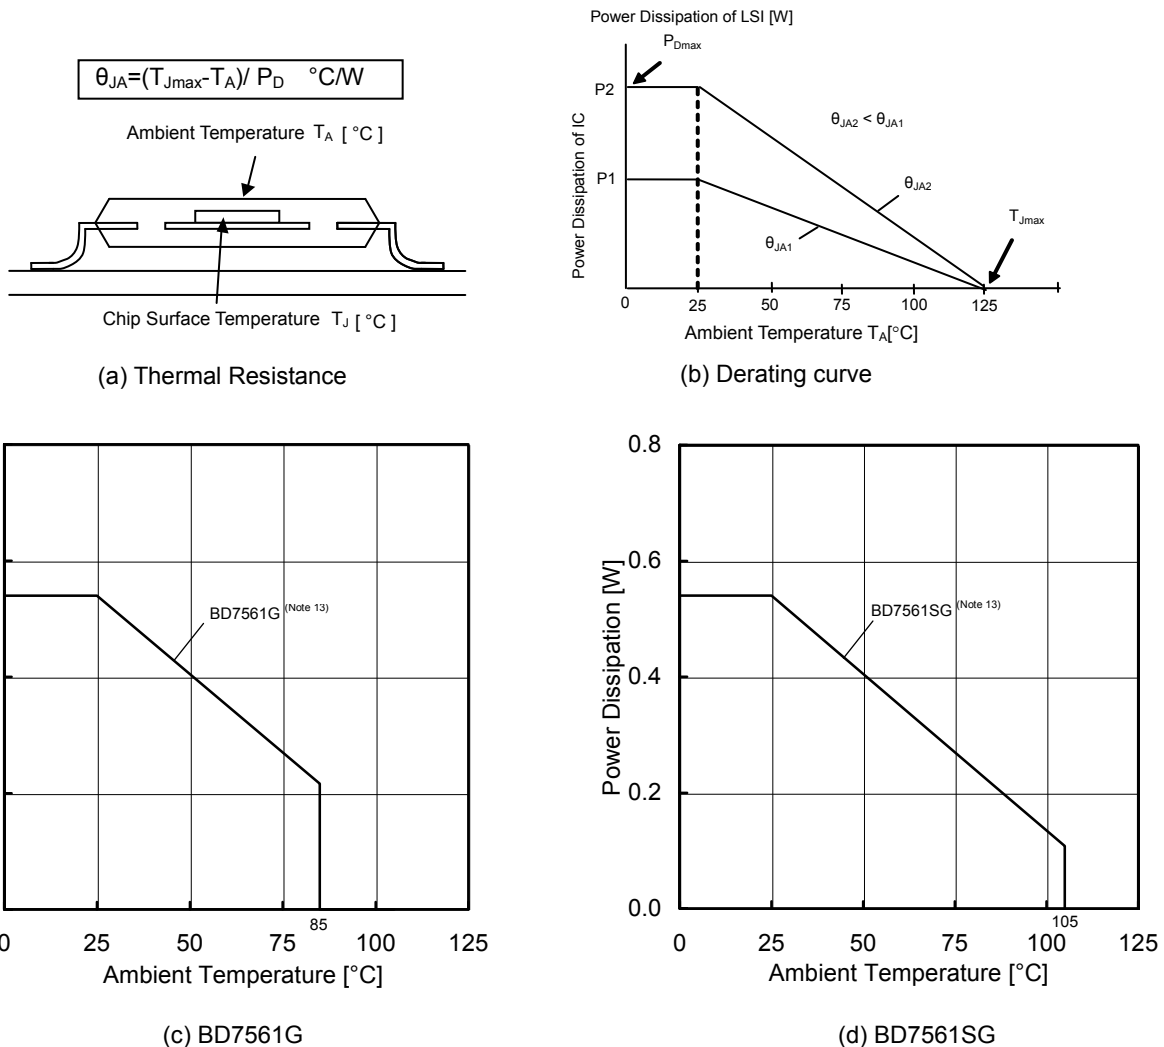 θJA=(TJmax-TA)/ PD °C/W
Ambient Temperature TA [ °C ]
Chip Surface Temperature TJ [ °C ]
(a) Thermal Resistance
Power Dissipation of LSI [W]
PDmax
P2
P1
Power Dissipation of IC
θJA2 < θJA1
θJA2
θJA1
TJmax
0 25 50 75 100 125
Ambient Temperature TA[°C]
(b) Derating curve
BD7561G (Note 13)
85
0 25 50 75 100 125
Ambient Temperature [°C]
(c) BD7561G
0.8
0.6
0.4
0.2
0.0
Power Dissipation [W]
BD7561SG (Note 13)
105
0 25 50 75 100 125
Ambient Temperature [°C]
(d) BD7561SG